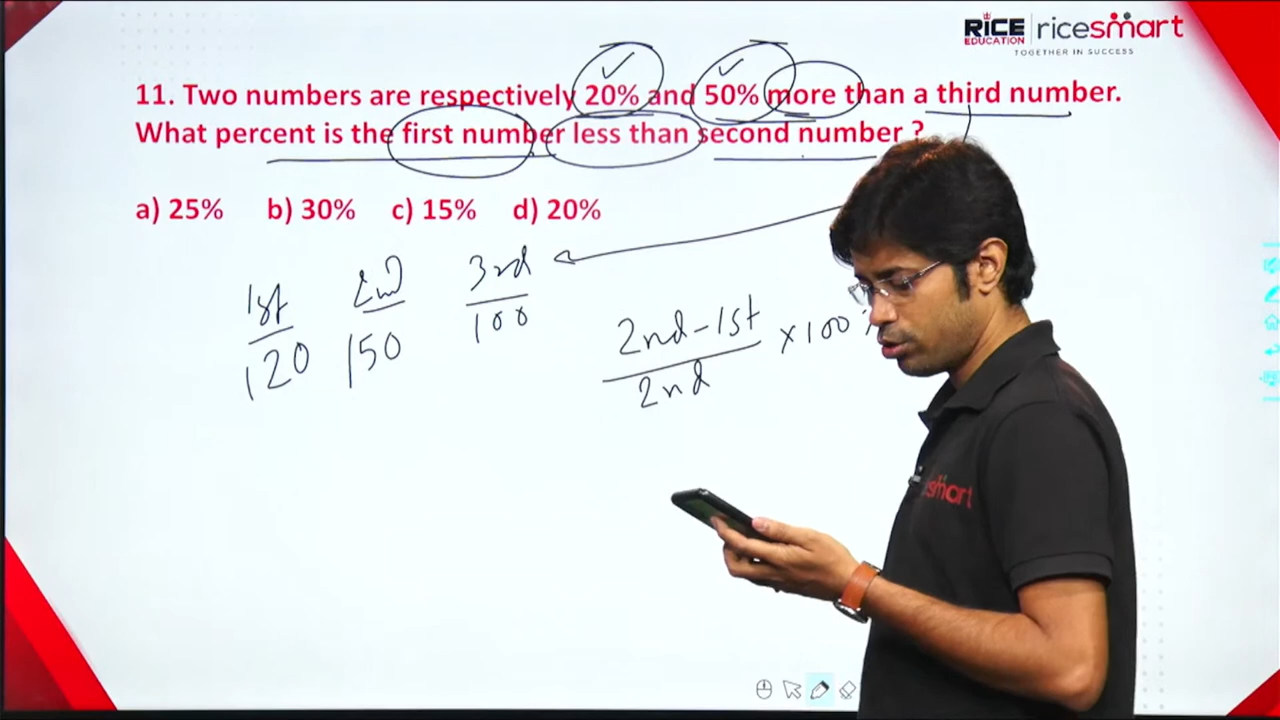 RICE EDUCATION ricesmart
TOGETHER IN SUCCESS
11. Two numbers are respectively 20% and 50% more than a third number.
What percent is the first number less than second number ?
a) 25% b) 30% c) 15% d) 20%
1st 2nd 3rd
120 150 100
2nd-1st
2nd
×100%
smart